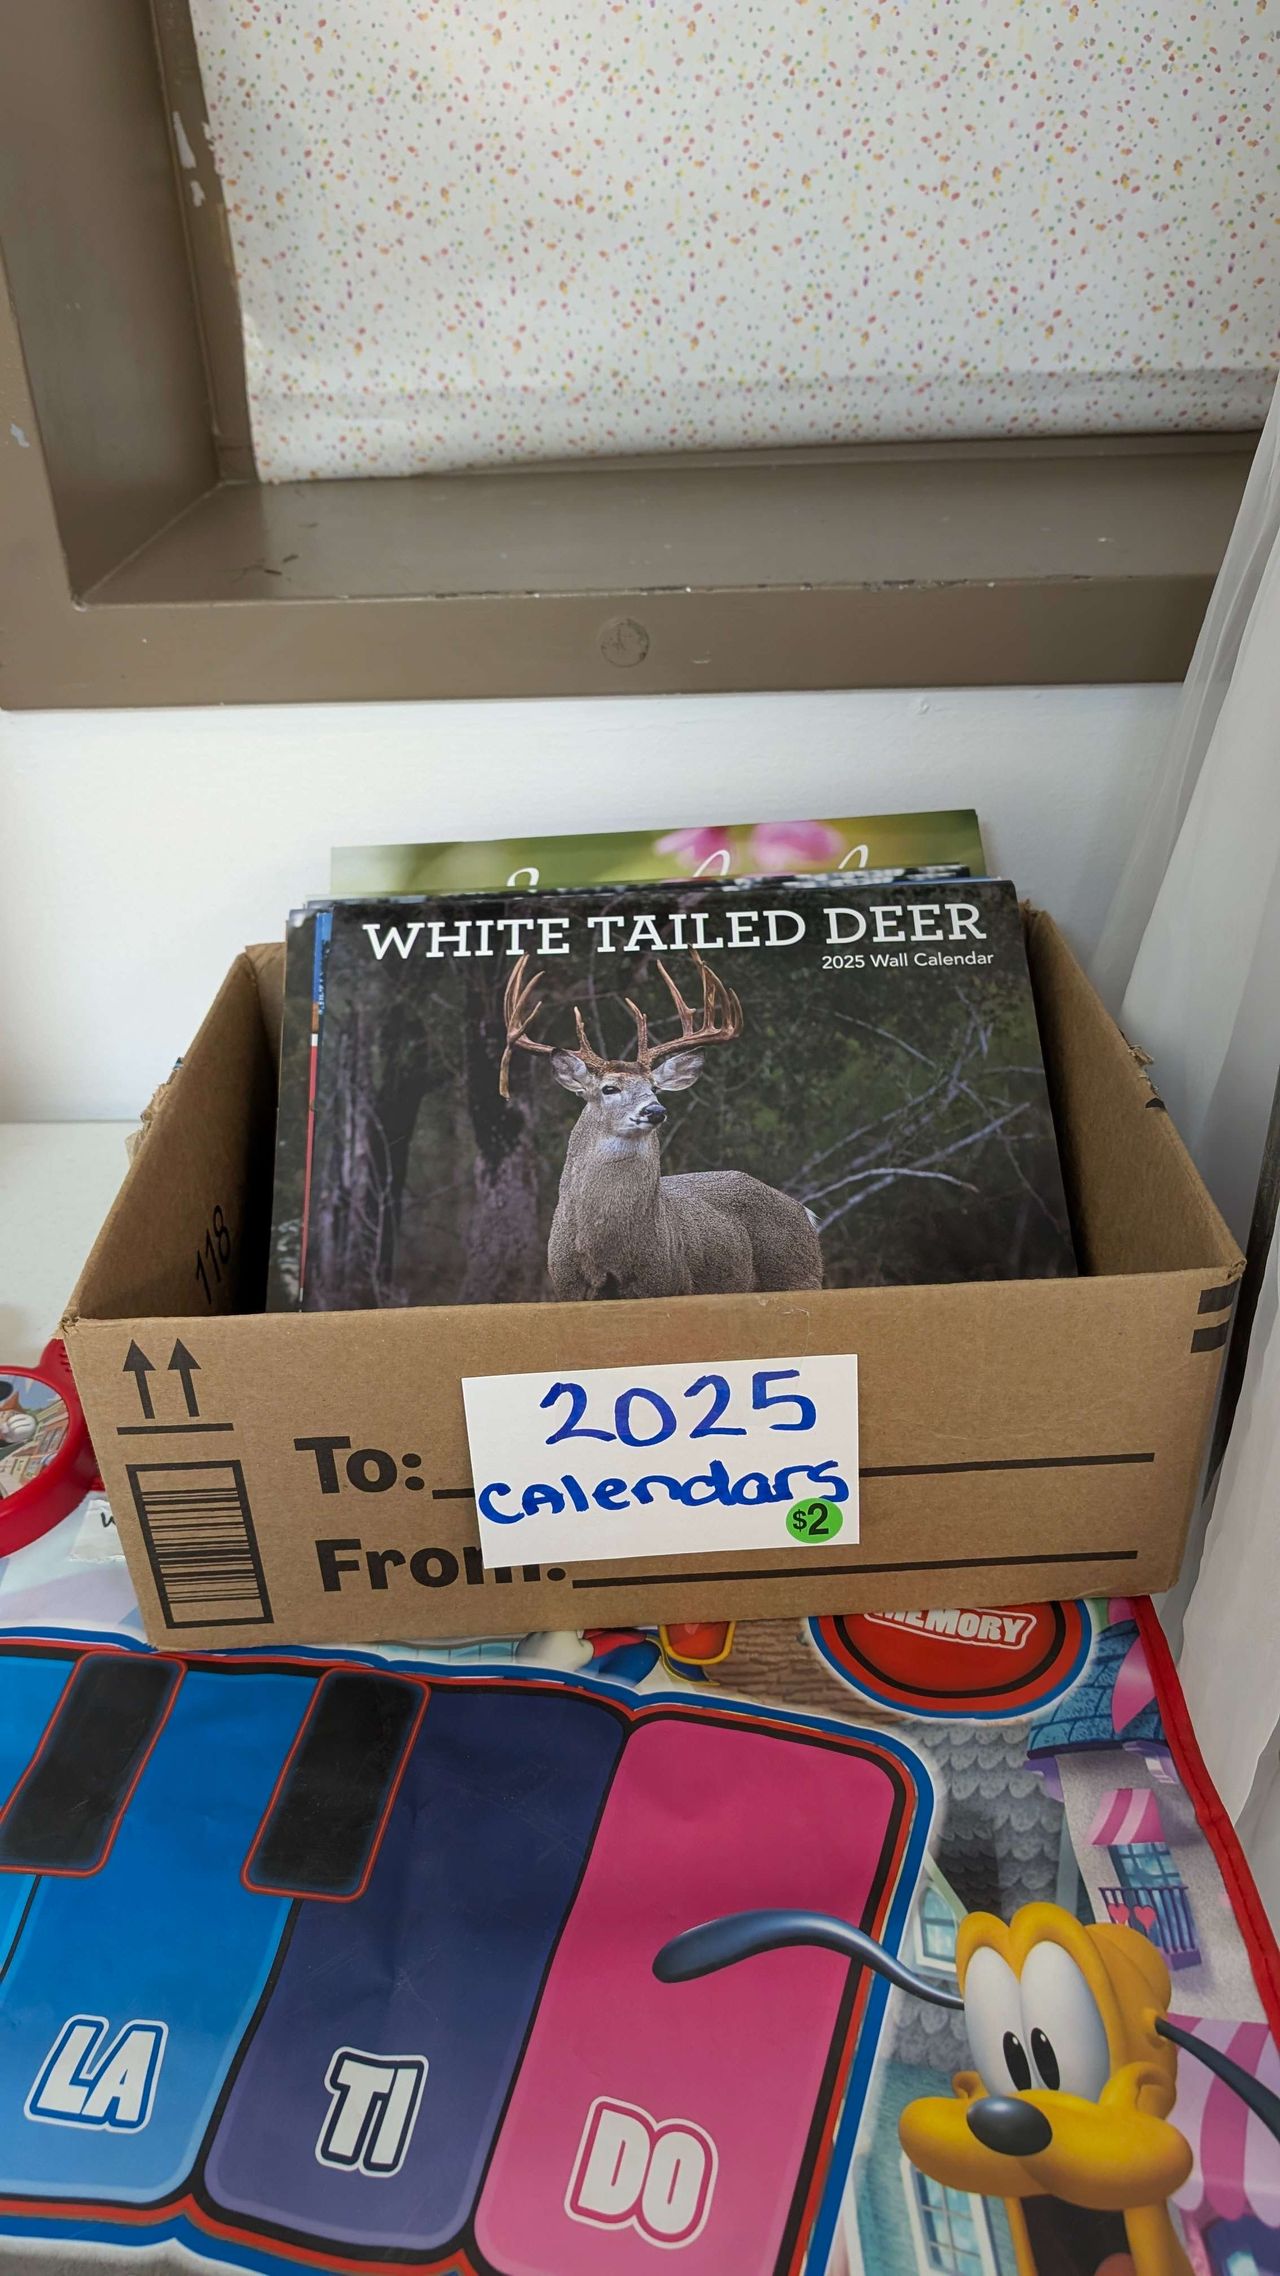 WHITE TAILED DEER
2025 Wall Calendar
118
To:
From:
2025
Calendars
$2
MEMORY
LA
TI
DO